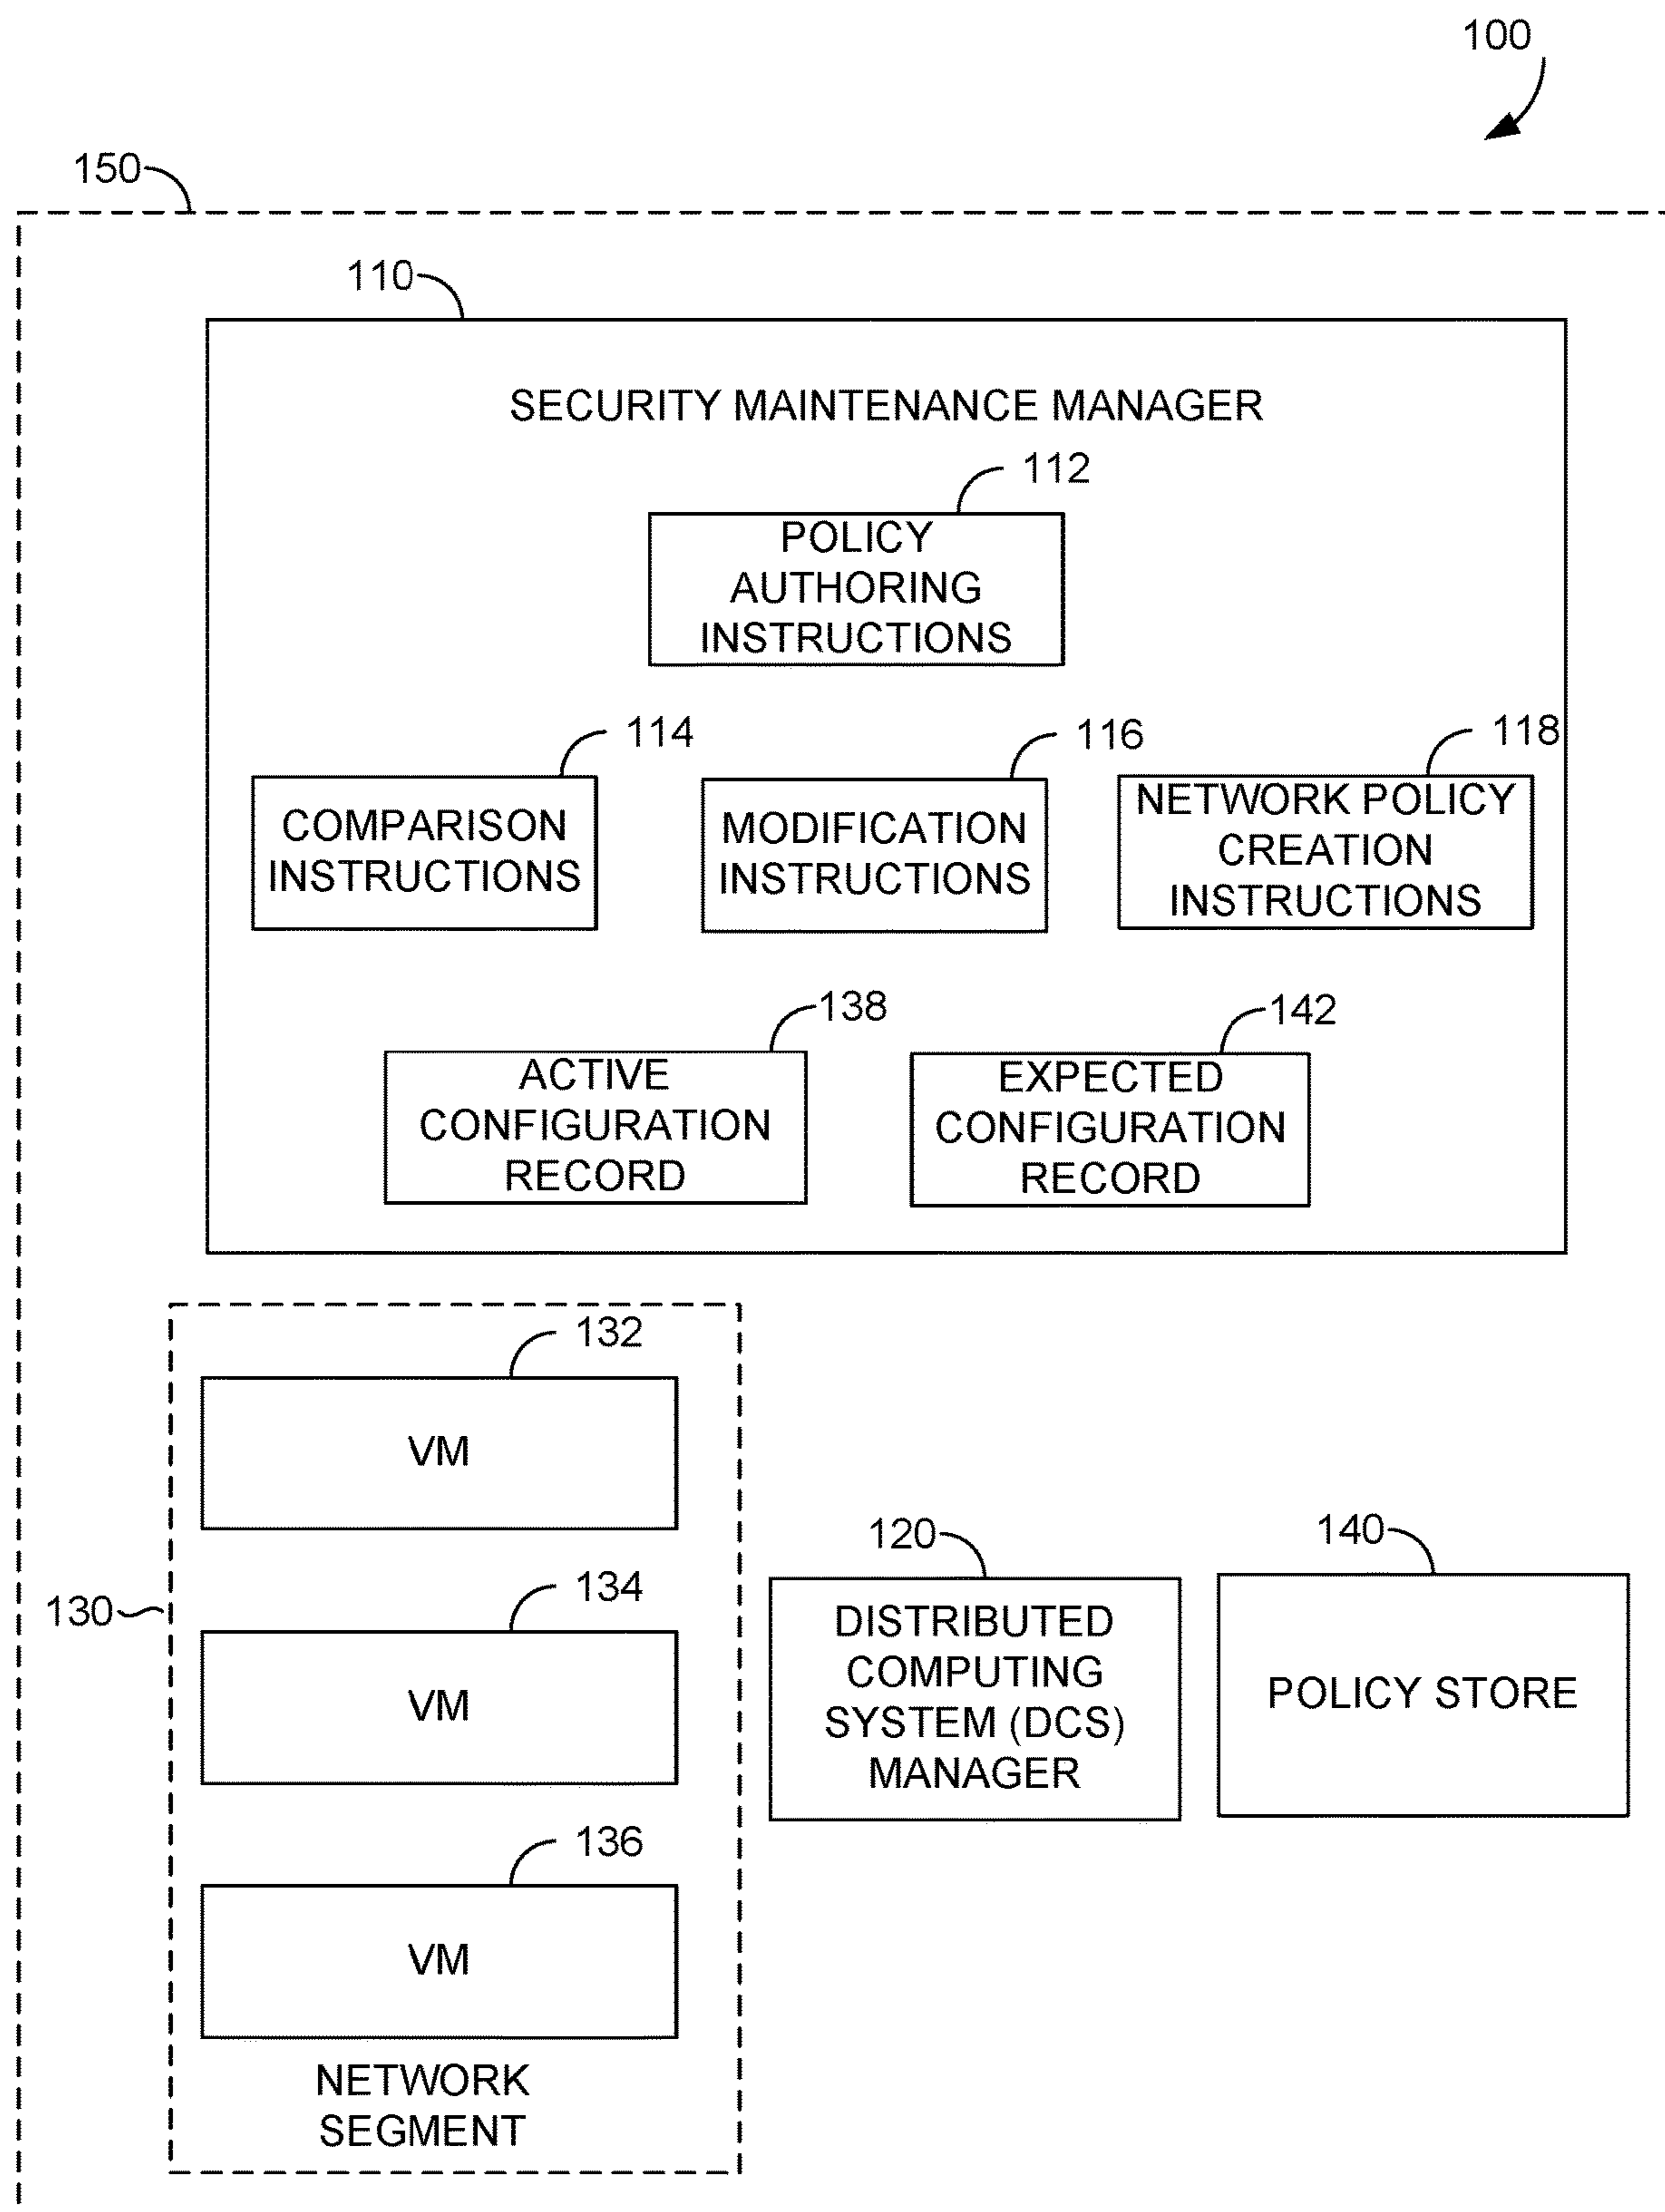 100
150
110
SECURITY MAINTENANCE MANAGER
112
POLICY
AUTHORING
INSTRUCTIONS
114
COMPARISON
INSTRUCTIONS
116
MODIFICATION
INSTRUCTIONS
118
NETWORK POLICY
CREATION
INSTRUCTIONS
138
ACTIVE
CONFIGURATION
RECORD
142
EXPECTED
CONFIGURATION
RECORD
132
VM
134
VM
130
136
VM
NETWORK
SEGMENT
120
DISTRIBUTED
COMPUTING
SYSTEM (DCS)
MANAGER
140
POLICY STORE